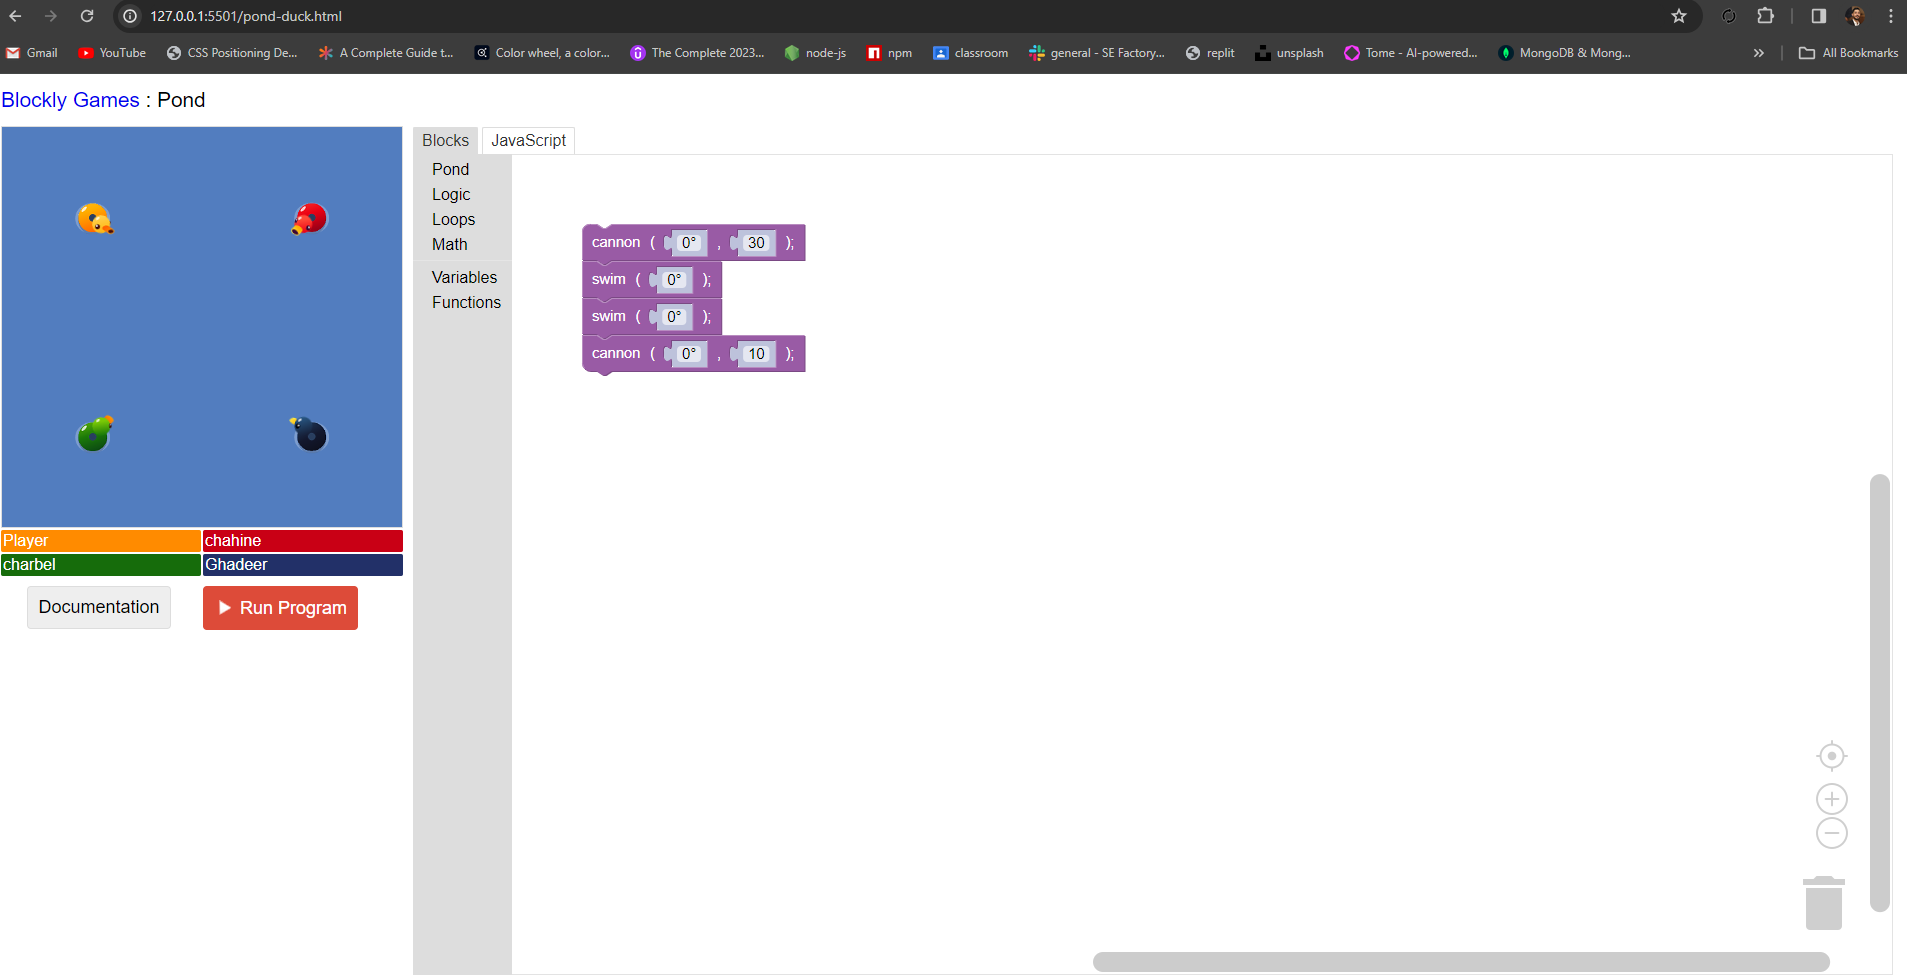 127.0.0.1:5501/pond-duck.html
Gmail YouTube CSS Positioning De... A Complete Guide t... Color wheel, a color... The Complete 2023... node-js npm classroom general - SE Factory... replit unsplash Tome - AI-powered... MongoDB & Mong... » All Bookmarks
Blockly Games : Pond
Blocks JavaScript
Pond
Logic
Loops
Math
Variables
Functions
cannon ( 0° , 30 );
swim ( 0° );
swim ( 0° );
cannon ( 0° , 10 );
Player chahine
charbel Ghadeer
Documentation Run Program